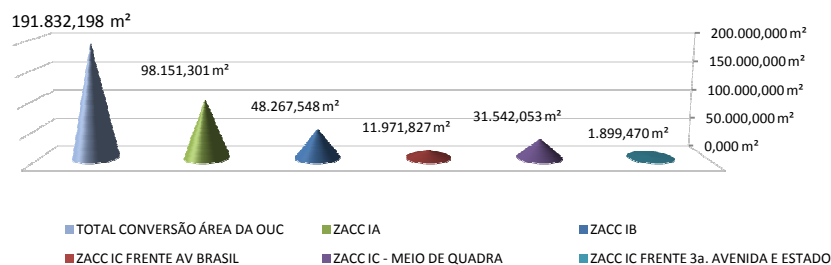 191.832,198 m²
98.151,301 m²
48.267,548 m²
11.971,827 m²
31.542,053 m²
1.899,470 m²
200.000,000 m²
150.000,000 m²
100.000,000 m²
50.000,000 m²
0,000 m²
TOTAL CONVERSÃO ÁREA DA OUC
ZACC IA
ZACC IB
ZACC IC FRENTE AV BRASIL
ZACC IC - MEIO DE QUADRA
ZACC IC FRENTE 3a. AVENIDA E ESTADO